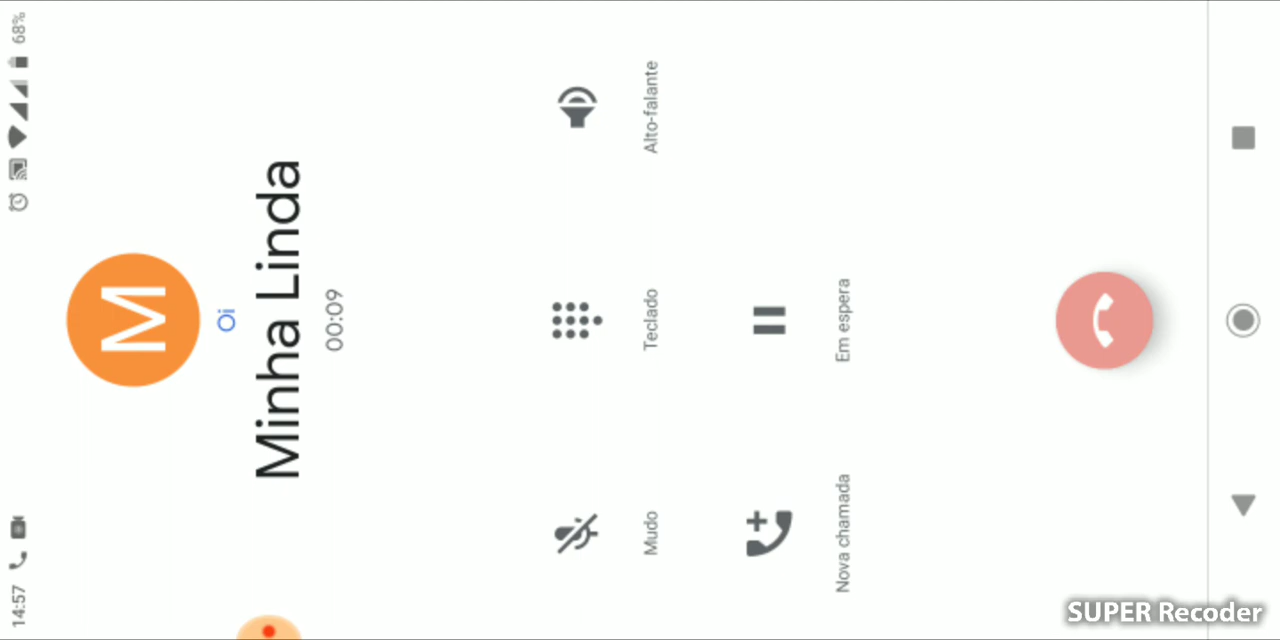 14:57
68%
M
Oi
Minha Linda
00:09
Mudo
Teclado
Alto-falante
Nova chamada
Em espera
SUPER Recoder